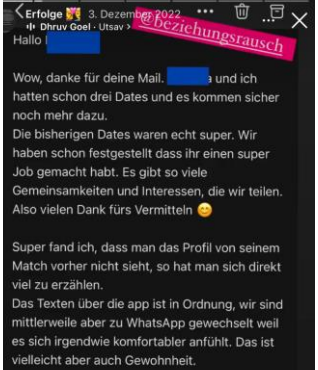 Erfolge 3. Dezember 2022 ...
Dhruv Goel · Utsav >
@beziehungsrausch
Hallo
Wow, danke für deine Mail. a und ich
hatten schon drei Dates und es kommen sicher
noch mehr dazu.
Die bisherigen Dates waren echt super. Wir
haben schon festgestellt dass ihr einen super
Job gemacht habt. Es gibt so viele
Gemeinsamkeiten und Interessen, die wir teilen.
Also vielen Dank fürs Vermitteln 😊
Super fand ich, dass man das Profil von seinem
Match vorher nicht sieht, so hat man sich direkt
viel zu erzählen.
Das Texten über die app ist in Ordnung, wir sind
mittlerweile aber zu WhatsApp gewechselt weil
es sich irgendwie komfortabler anfühlt. Das ist
vielleicht aber auch Gewohnheit.